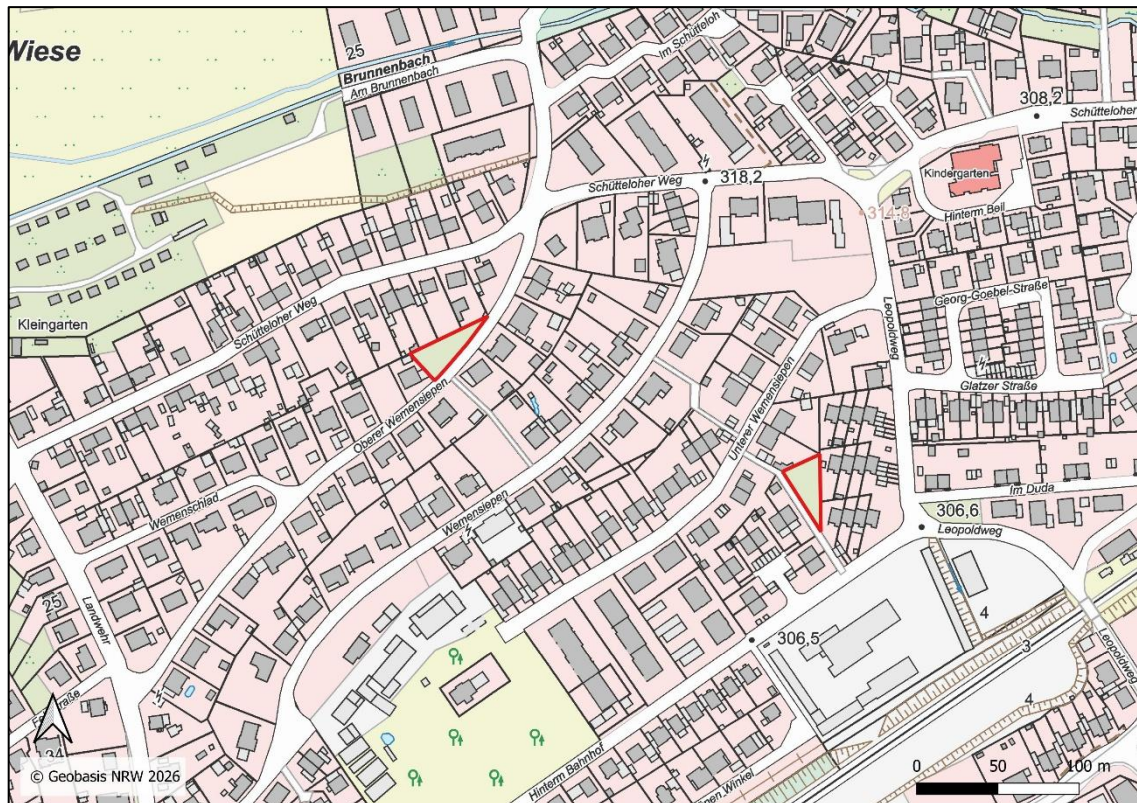 Wiese
25
Brunnenbach
Am Brunnenbach
Im Schütteloh
308,2
Schütteloher
Kindergarten
Schütteloher Weg
318,2
314,8
Hinterm Beil
Georg-Goebel-Straße
Leopoldweg
Kleingarten
Schütteloher Weg
Glatzer Straße
Oberer Wemensiepen
Unterer Wemensiepen
Im Duda
Wemenschlad
Wemensiepen
306,6
Leopoldweg
25
Landwehr
4
306,5
3
Leopoldweg
4
34
Hinterm Bahnhof
Winkel
0 50 100 m
© Geobasis NRW 2026